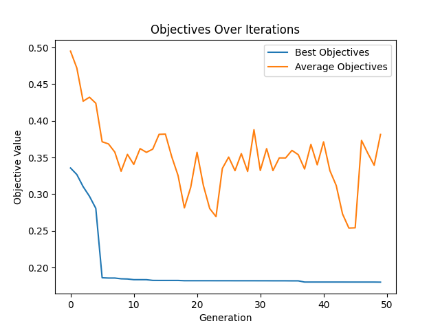 Objectives Over Iterations
Best Objectives
Average Objectives
Objective Value
0.50
0.45
0.40
0.35
0.30
0.25
0.20
0 10 20 30 40 50
Generation